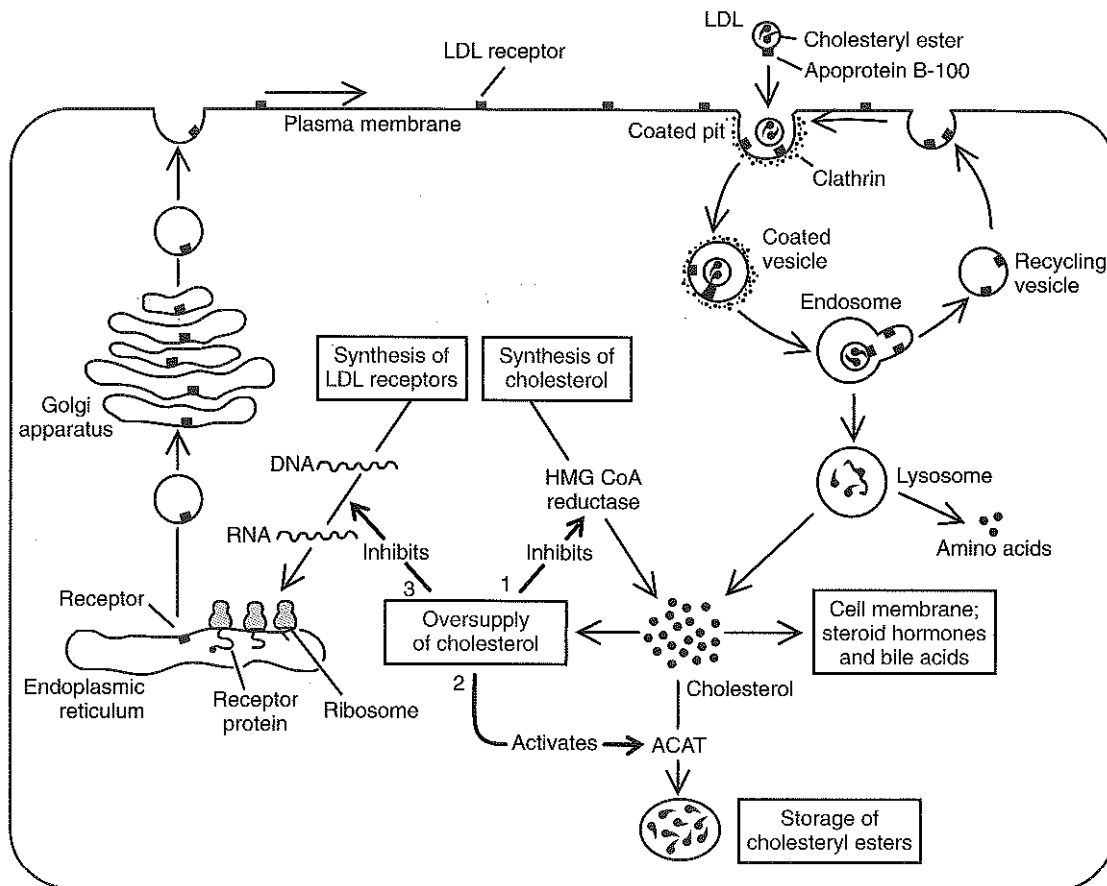 LDL
Cholesteryl ester
Apoprotein B-100
LDL receptor
Plasma membrane
Coated pit
Clathrin
Coated
vesicle
Recycling
vesicle
Endosome
Golgi
apparatus
Synthesis of
LDL receptors
Synthesis of
cholesterol
DNA
HMG CoA
reductase
Lysosome
RNA
Inhibits
Inhibits
Amino acids
3
1
Receptor
Oversupply
of cholesterol
Cell membrane;
steroid hormones
and bile acids
2
Cholesterol
Endoplasmic
reticulum
Receptor
protein
Ribosome
Activates
ACAT
Storage of
cholesteryl esters